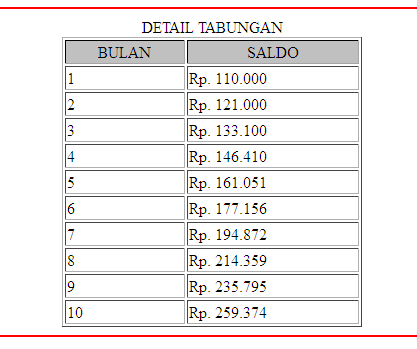 DETAIL TABUNGAN
BULAN SALDO
1 Rp. 110.000
2 Rp. 121.000
3 Rp. 133.100
4 Rp. 146.410
5 Rp. 161.051
6 Rp. 177.156
7 Rp. 194.872
8 Rp. 214.359
9 Rp. 235.795
10 Rp. 259.374